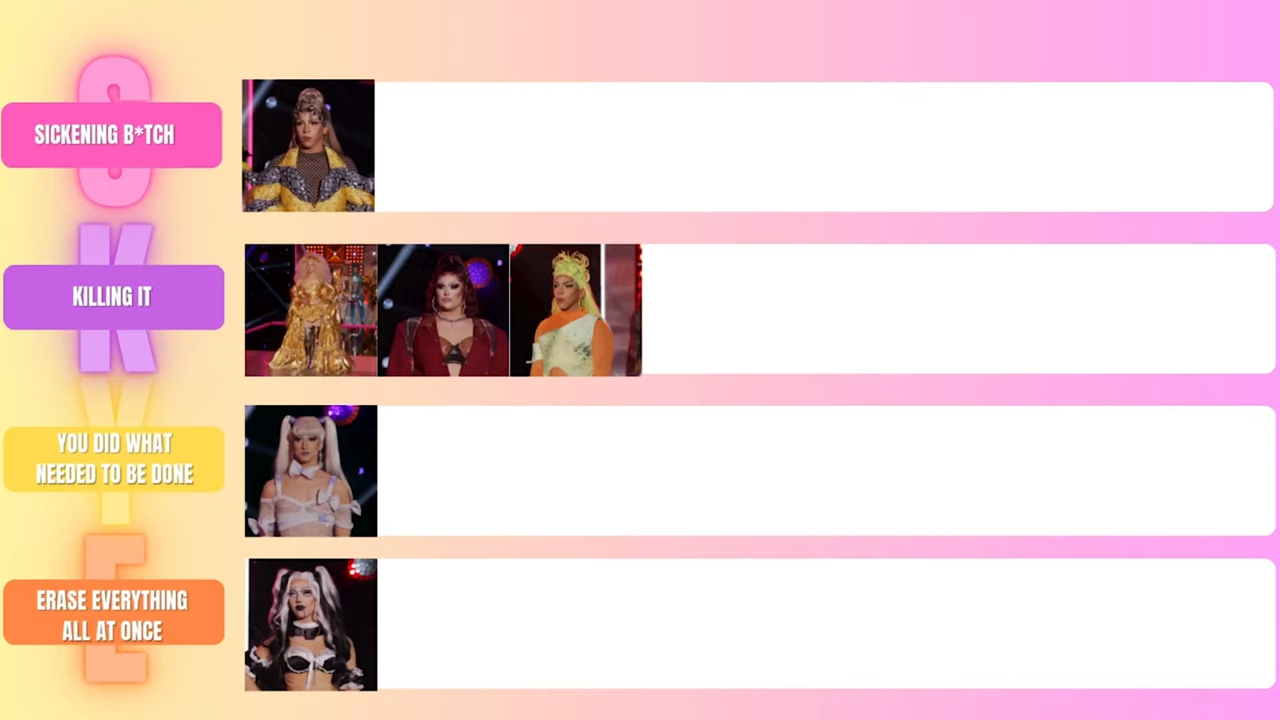 S
SICKENING B*TCH
K
KILLING IT
Y
YOU DID WHAT
NEEDED TO BE DONE
E
ERASE EVERYTHING
ALL AT ONCE